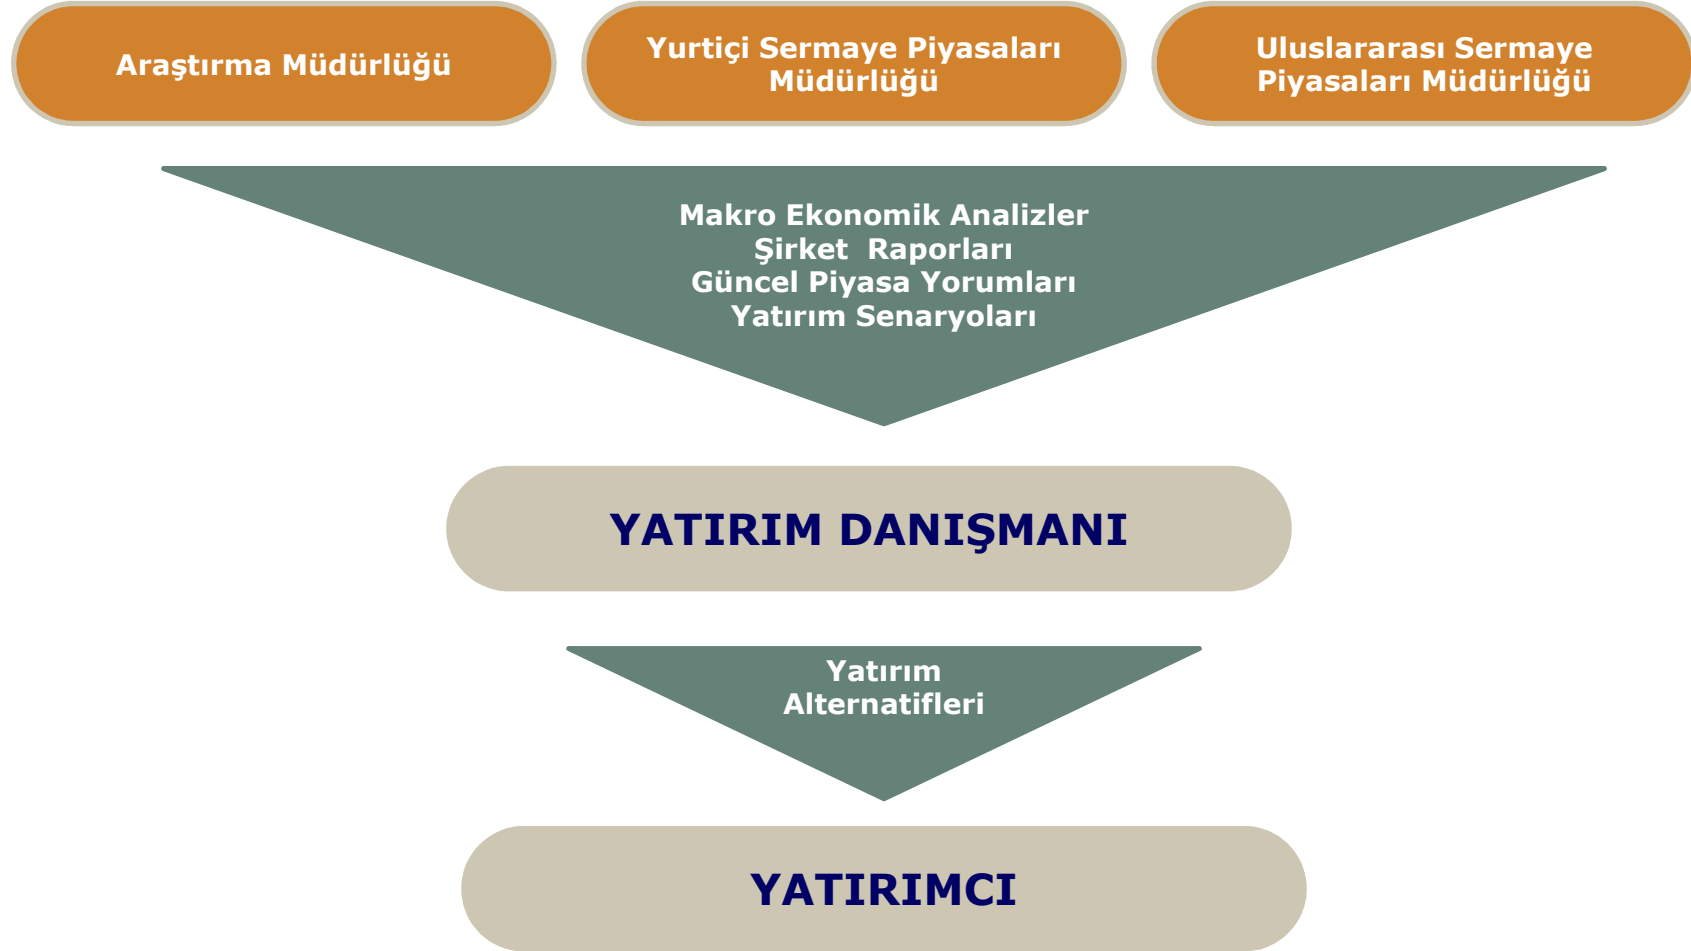 Araştırma Müdürlüğü
Yurtiçi Sermaye Piyasaları
Müdürlüğü
Uluslararası Sermaye
Piyasaları Müdürlüğü
Makro Ekonomik Analizler
Şirket  Raporları
Güncel Piyasa Yorumları
Yatırım Senaryoları
YATIRIM DANIŞMANI
Yatırım
Alternatifleri
YATIRIMCI